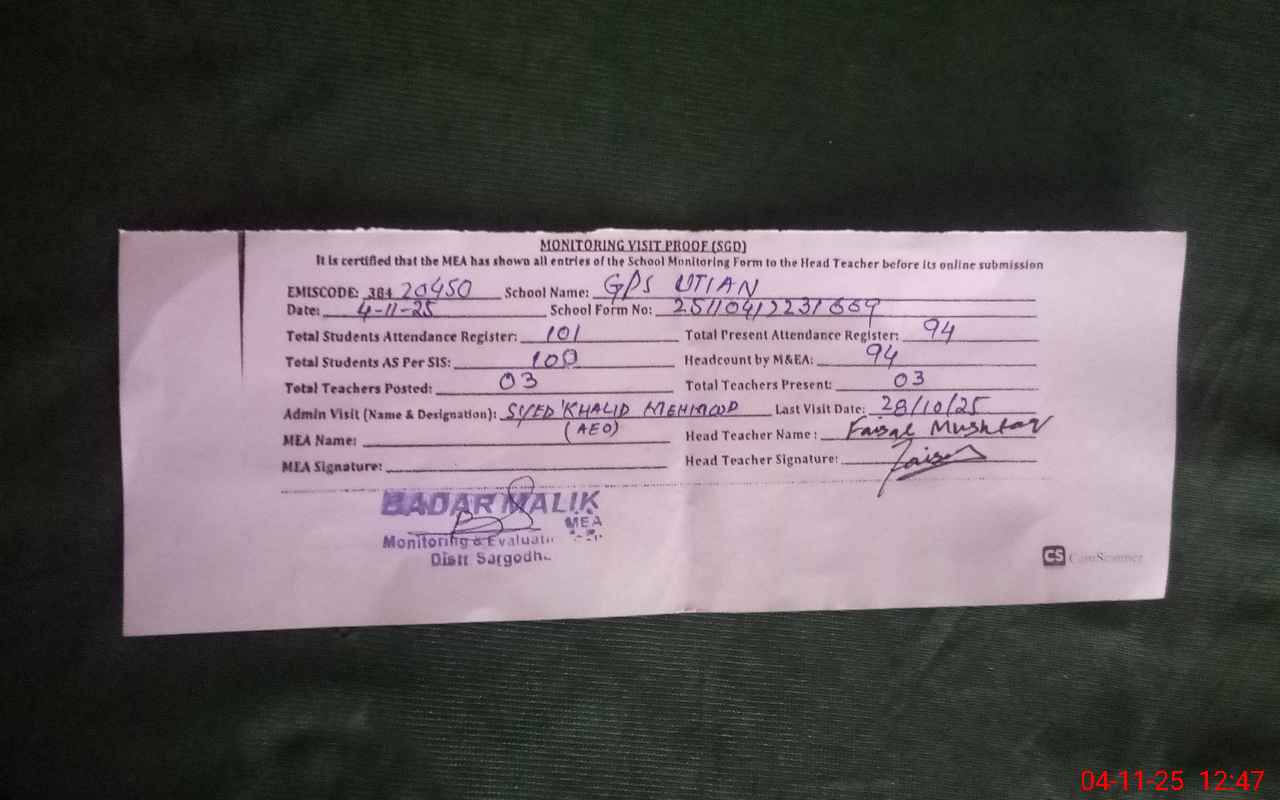 MONITORING VISIT PROOF (SGD)
It is certified that the MEA has shown all entries of the School Monitoring Form to the Head Teacher before its online submission
EMISCODE: 384 20450 School Name: GPS UTIAN
Date: 4-11-25 School Form No:
Total Students Attendance Register: 101 Total Present Attendance Register: 94
Total Students AS Per SIS: 100 Headcount by M&EA: 94
Total Teachers Posted: 03 Total Teachers Present: 03
Admin Visit (Name & Designation): SYED KHALID MEHMOOD Last Visit Date: 28/10/25
(AEO)
MEA Name: Head Teacher Name: Faisal Mushtaq
MEA Signature: Head Teacher Signature: Faisal
BADAR MALIK
MEA
Monitoring & Evaluati
Distt Sargodha
CS CamScanner
04-11-25 12:47